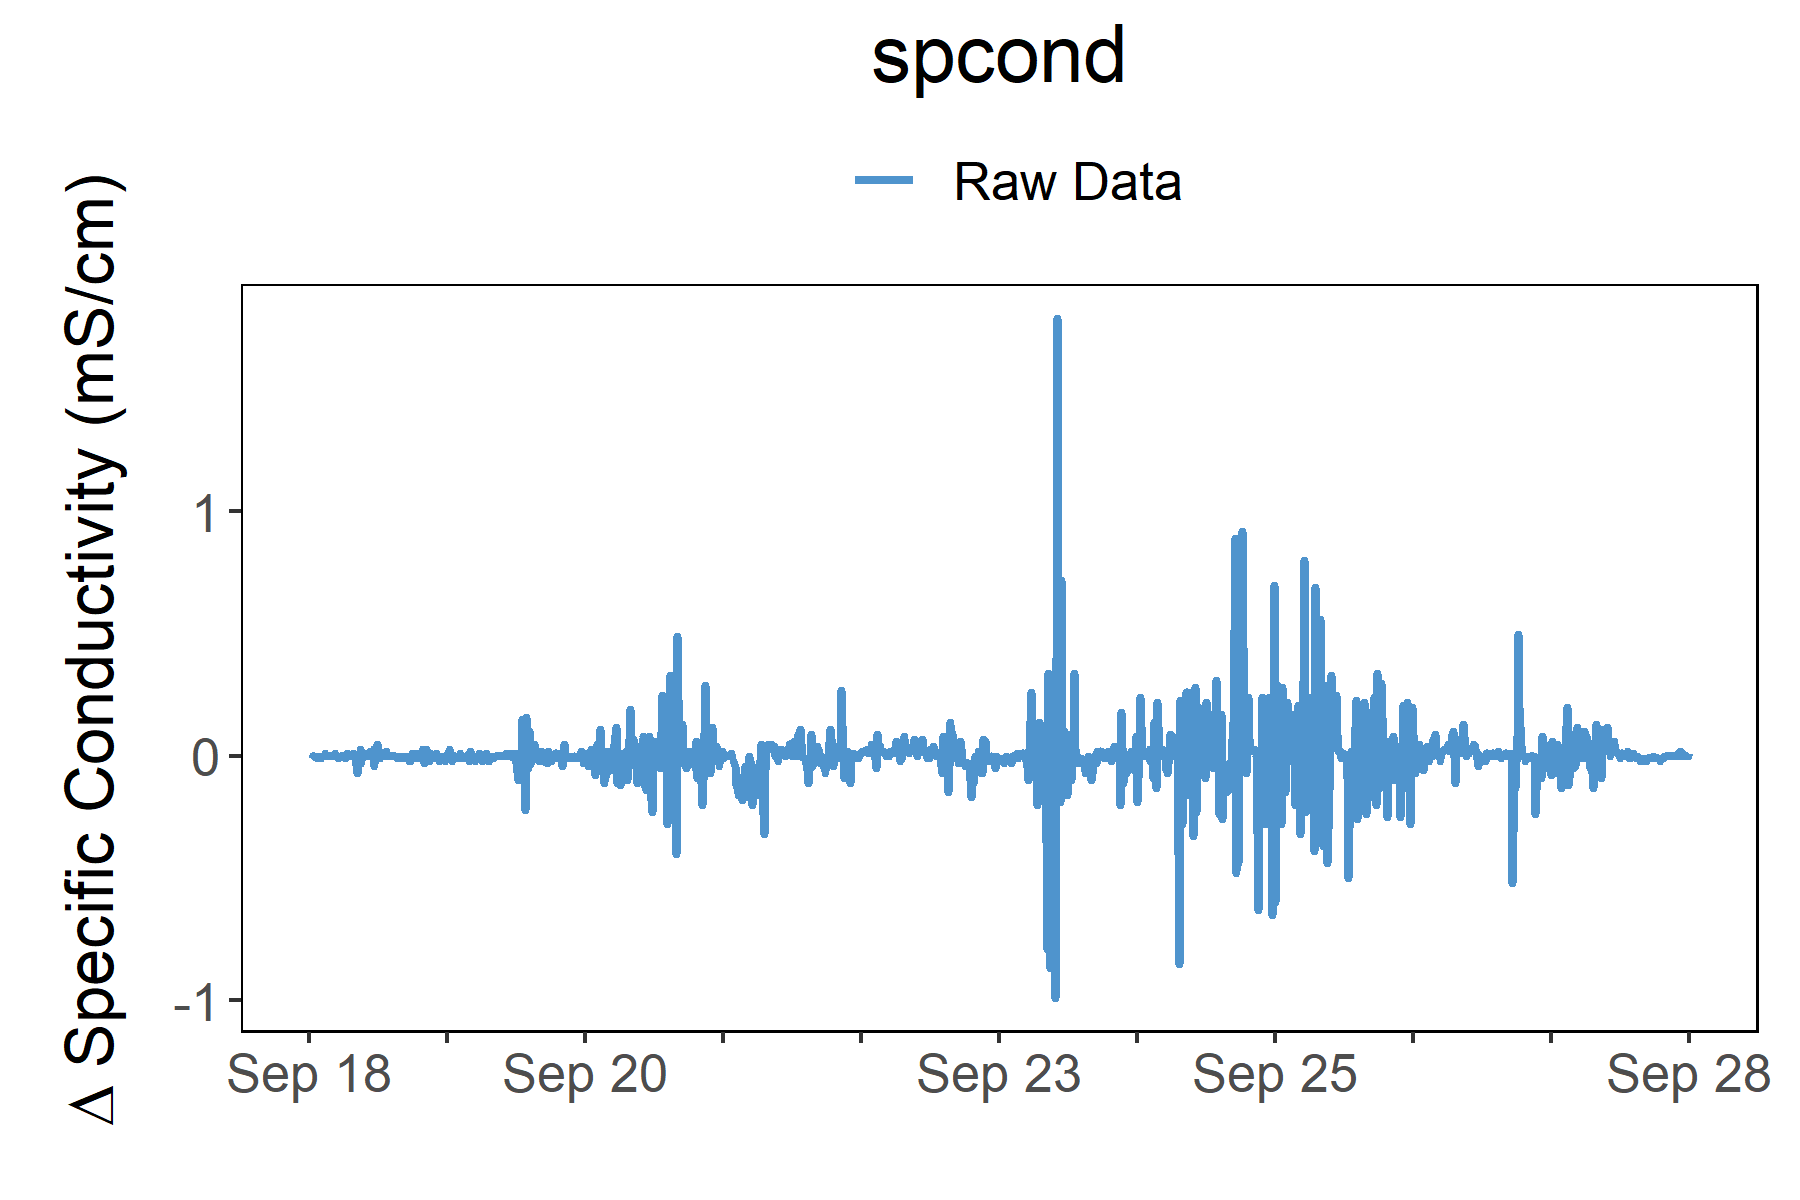 spcond
Raw Data
Δ Specific Conductivity (mS/cm)
1
0
-1
Sep 18
Sep 20
Sep 23
Sep 25
Sep 28